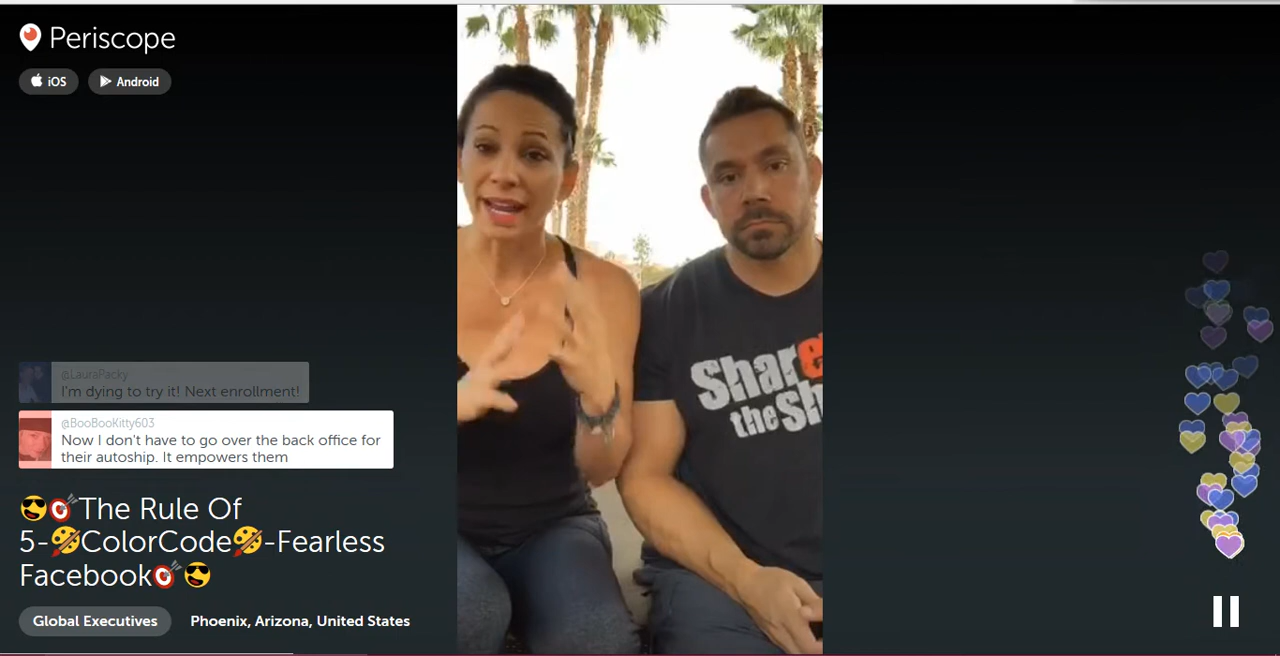 Periscope
iOS
Android
@LauraPacky
I'm dying to try it! Next enrollment!
@BooBooKitty603
Now I don't have to go over the back office for
their autoship. It empowers them
😎🎯The Rule Of
5-🎨ColorCode🎨-Fearless
Facebook🎯😎
Global Executives
Phoenix, Arizona, United States
Share
the Sh